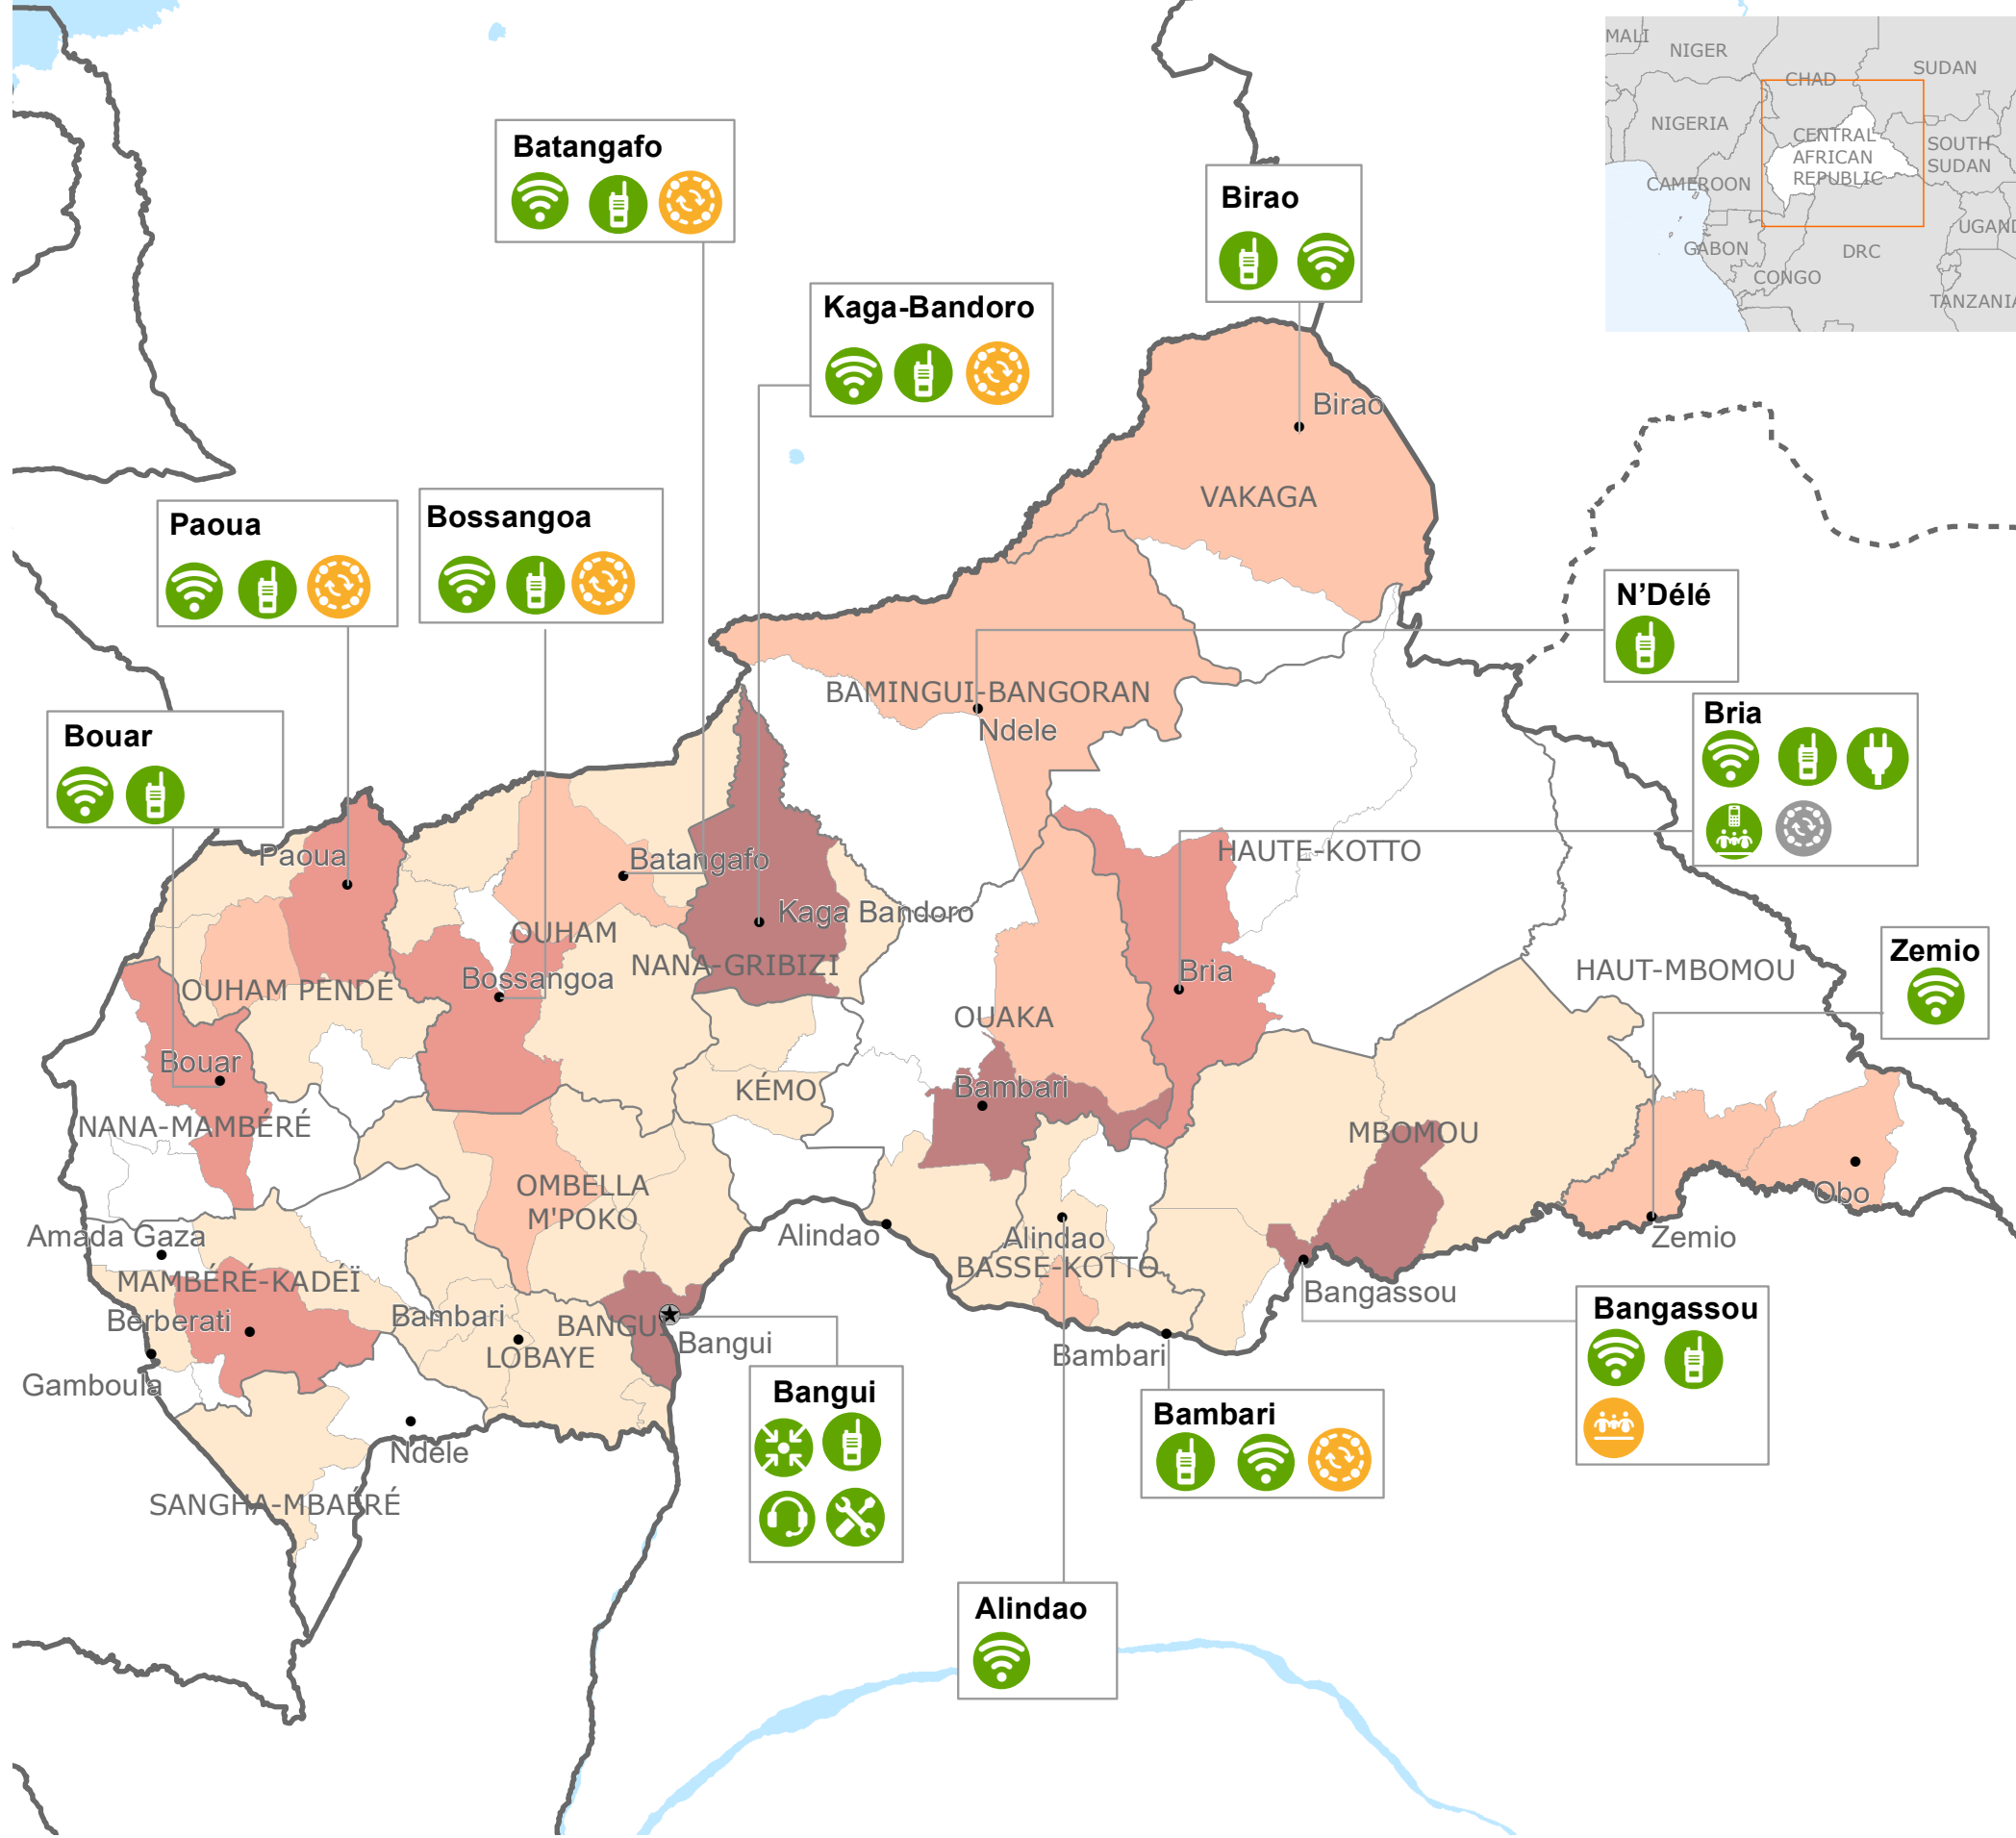 MALI
NIGER
CHAD
SUDAN
NIGERIA
CENTRAL
AFRICAN
REPUBLIC
SOUTH
SUDAN
CAMEROON
UGAND
GABON
DRC
CONGO
TANZANIA
Batangafo
Birao
Kaga-Bandoro
Birao
VAKAGA
Paoua
Bossangoa
N'Délé
BAMINGUI-BANGORAN
Ndele
Bouar
Bria
Paoua
Batangafo
HAUTE-KOTTO
Kaga Bandoro
OUHAM
NANA-GRIBIZI
Bossangoa
OUHAM PENDÉ
Bria
Zemio
HAUT-MBOMOU
OUAKA
Bouar
KÉMO
Bambari
NANA-MAMBÉRÉ
MBOMOU
OMBELLA
M'POKO
Obo
Amada Gaza
Alindao
Alindao
Zemio
MAMBÉRÉ-KADÉÏ
BASSE-KOTTO
Berberati
Bambari
BANGUI
Bangui
Bangassou
LOBAYE
Bambari
Bangassou
Gamboula
Bangui
Bambari
Ndele
SANGHA-MBAÉRÉ
Alindao